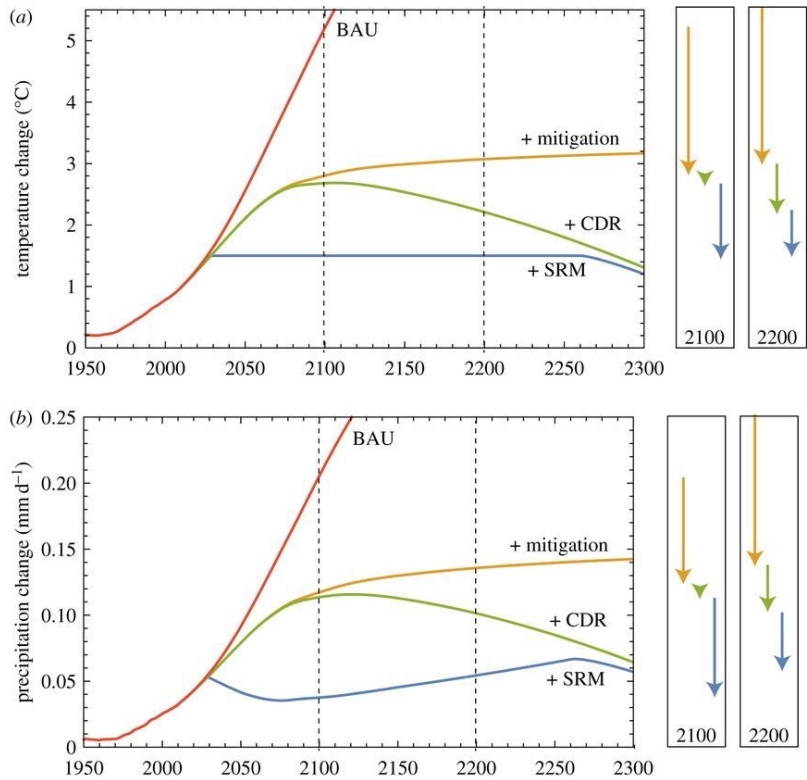 (a)
temperature change (°C)
5
4
3
2
1
0
BAU
+ mitigation
+ CDR
+ SRM
1950 2000 2050 2100 2150 2200 2250 2300
2100 2200
(b)
precipitation change (mm d⁻¹)
0.25
0.20
0.15
0.10
0.05
0
BAU
+ mitigation
+ CDR
+ SRM
1950 2000 2050 2100 2150 2200 2250 2300
2100 2200